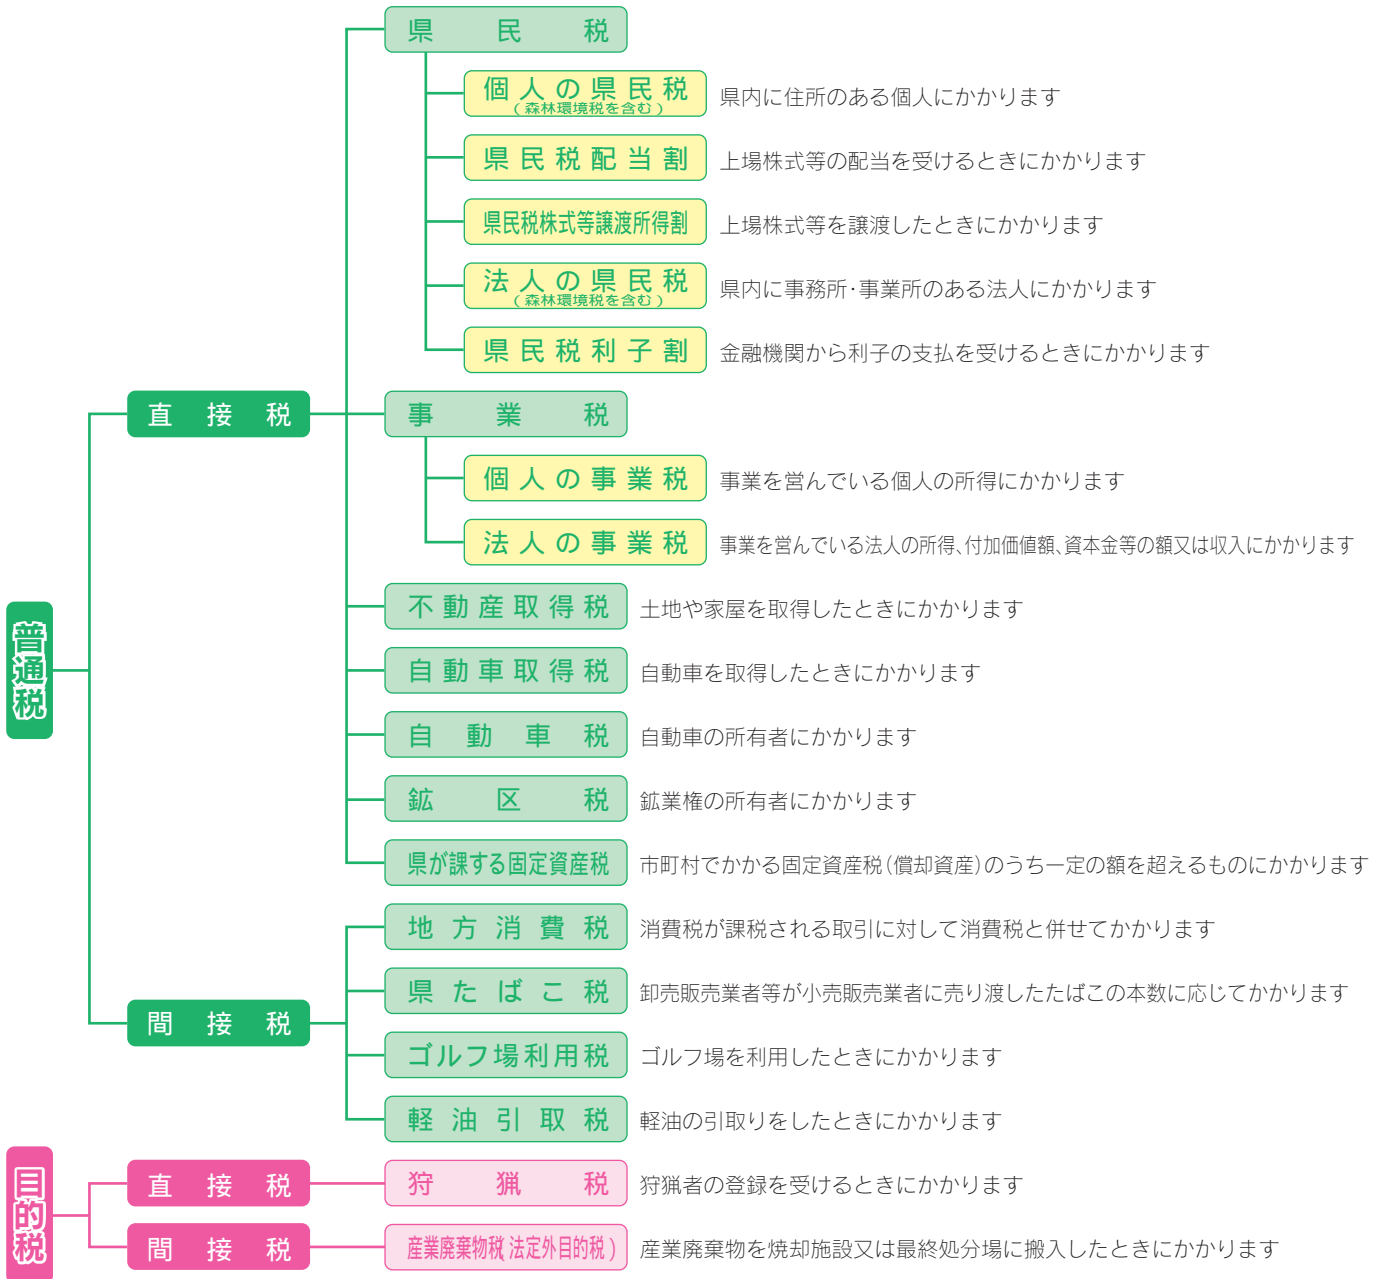 県民税
個人の県民税
(森林環境税を含む)
県内に住所のある個人にかかります
県民税配当割
上場株式等の配当を受けるときにかかります
県民税株式等譲渡所得割
上場株式等を譲渡したときにかかります
法人の県民税
(森林環境税を含む)
県内に事務所・事業所のある法人にかかります
県民税利子割
金融機関から利子の支払を受けるときにかかります
直接税
事業税
個人の事業税
事業を営んでいる個人の所得にかかります
法人の事業税
事業を営んでいる法人の所得、付加価値額、資本金等の額又は収入にかかります
普通税
不動産取得税
土地や家屋を取得したときにかかります
自動車取得税
自動車を取得したときにかかります
自動車税
自動車の所有者にかかります
鉱区税
鉱業権の所有者にかかります
県が課する固定資産税
市町村でかかる固定資産税(償却資産)のうち一定の額を超えるものにかかります
地方消費税
消費税が課税される取引に対して消費税と併せてかかります
県たばこ税
卸売販売業者等が小売販売業者に売り渡したたばこの本数に応じてかかります
間接税
ゴルフ場利用税
ゴルフ場を利用したときにかかります
軽油引取税
軽油の引取りをしたときにかかります
目的税
直接税
狩猟税
狩猟者の登録を受けるときにかかります
間接税
産業廃棄物税(法定外目的税)
産業廃棄物を焼却施設又は最終処分場に搬入したときにかかります